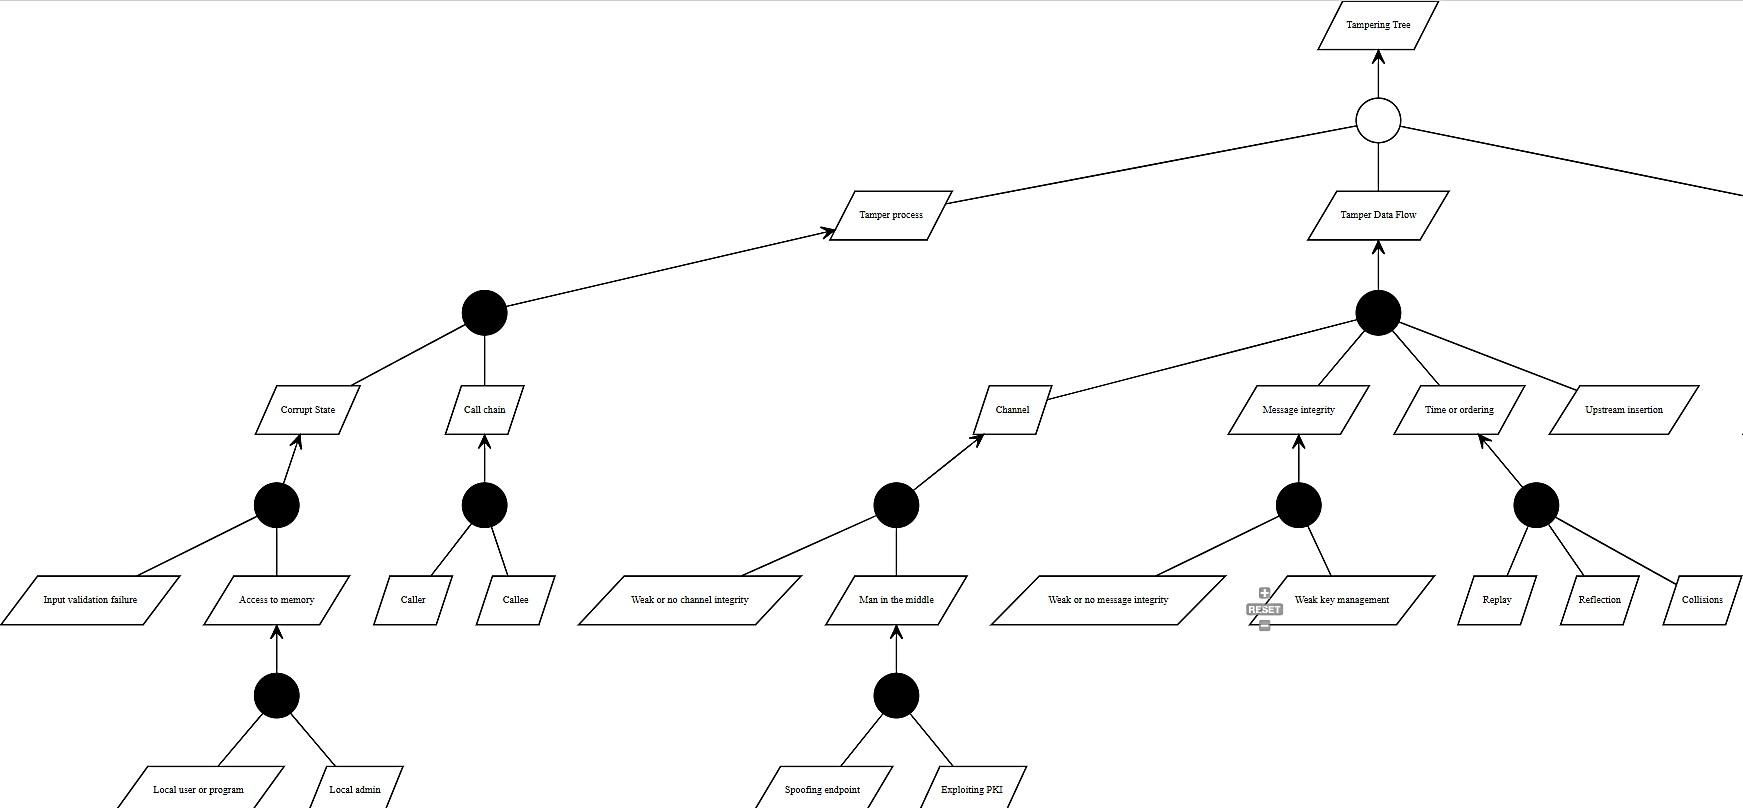 Tampering Tree
Tamper process
Tamper Data Flow
Corrupt State
Call chain
Channel
Message integrity
Time or ordering
Upstream insertion
Input validation failure
Access to memory
Caller
Callee
Weak or no channel integrity
Man in the middle
Weak or no message integrity
RESET
Weak key management
Replay
Reflection
Collisions
Local user or program
Local admin
Spoofing endpoint
Exploiting PKI